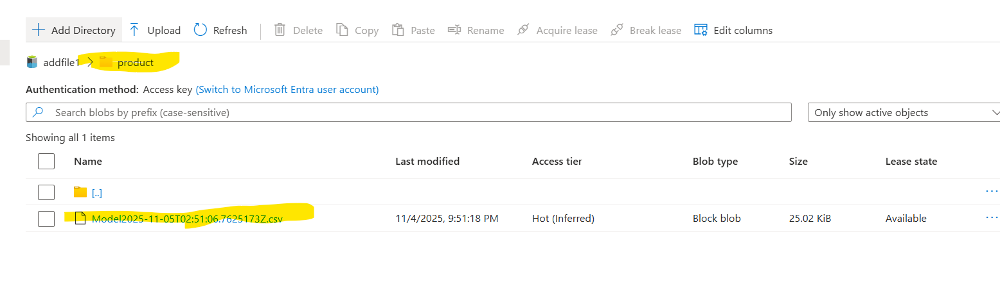 Add Directory Upload Refresh Delete Copy Paste Rename Acquire lease Break lease Edit columns
addfile1 > product
Authentication method: Access key (Switch to Microsoft Entra user account)
Search blobs by prefix (case-sensitive) Only show active objects
Showing all 1 items
Name Last modified Access tier Blob type Size Lease state
[..]
Model2025-11-05T02:51:06.7625173Z.csv 11/4/2025, 9:51:18 PM Hot (Inferred) Block blob 25.02 KiB Available